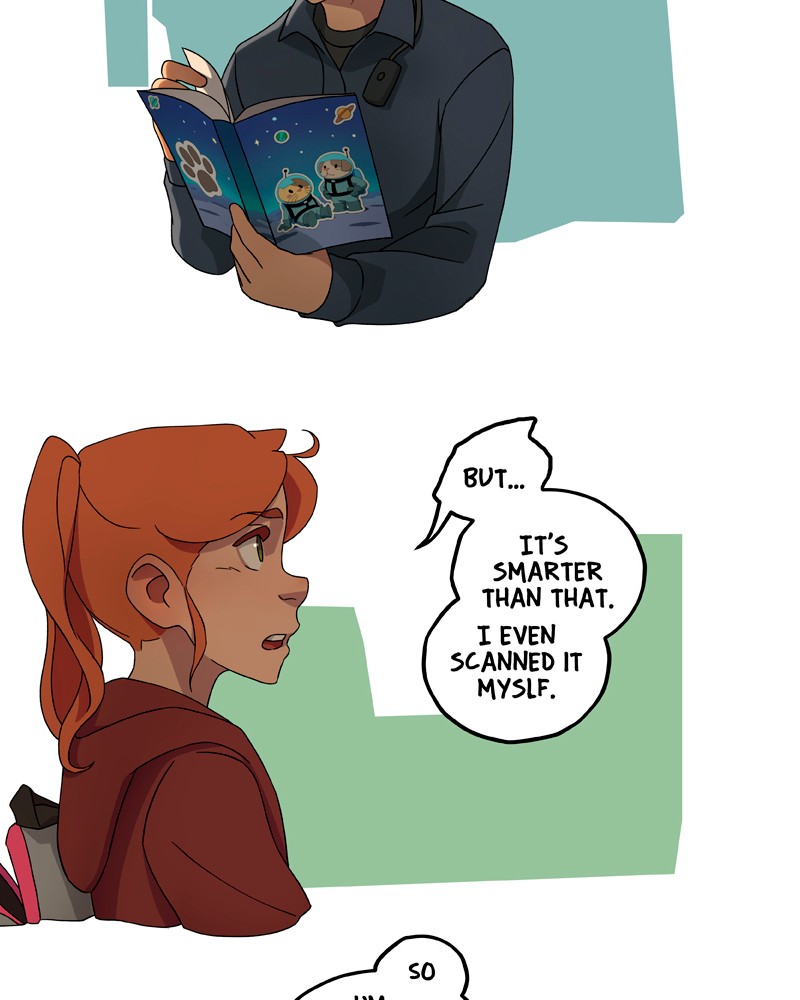 BUT...
IT'S
SMARTER
THAN THAT.
I EVEN
SCANNED IT
MYSLF.
SO
I'M